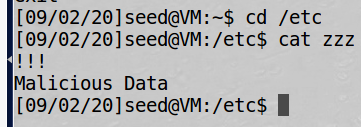 [09/02/20]seed@VM:~$ cd /etc
[09/02/20]seed@VM:/etc$ cat zzz
!!!
Malicious Data
[09/02/20]seed@VM:/etc$